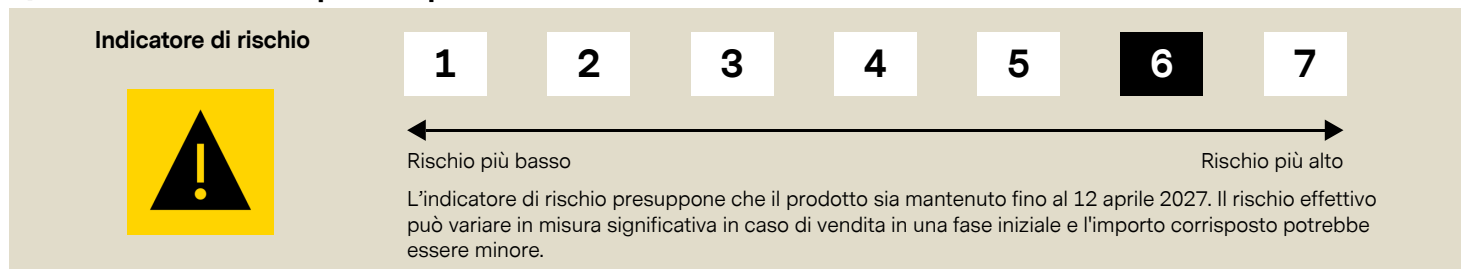 Indicatore di rischio
1 2 3 4 5 6 7
Rischio più basso Rischio più alto
L'indicatore di rischio presuppone che il prodotto sia mantenuto fino al 12 aprile 2027. Il rischio effettivo
può variare in misura significativa in caso di vendita in una fase iniziale e l'importo corrisposto potrebbe
essere minore.